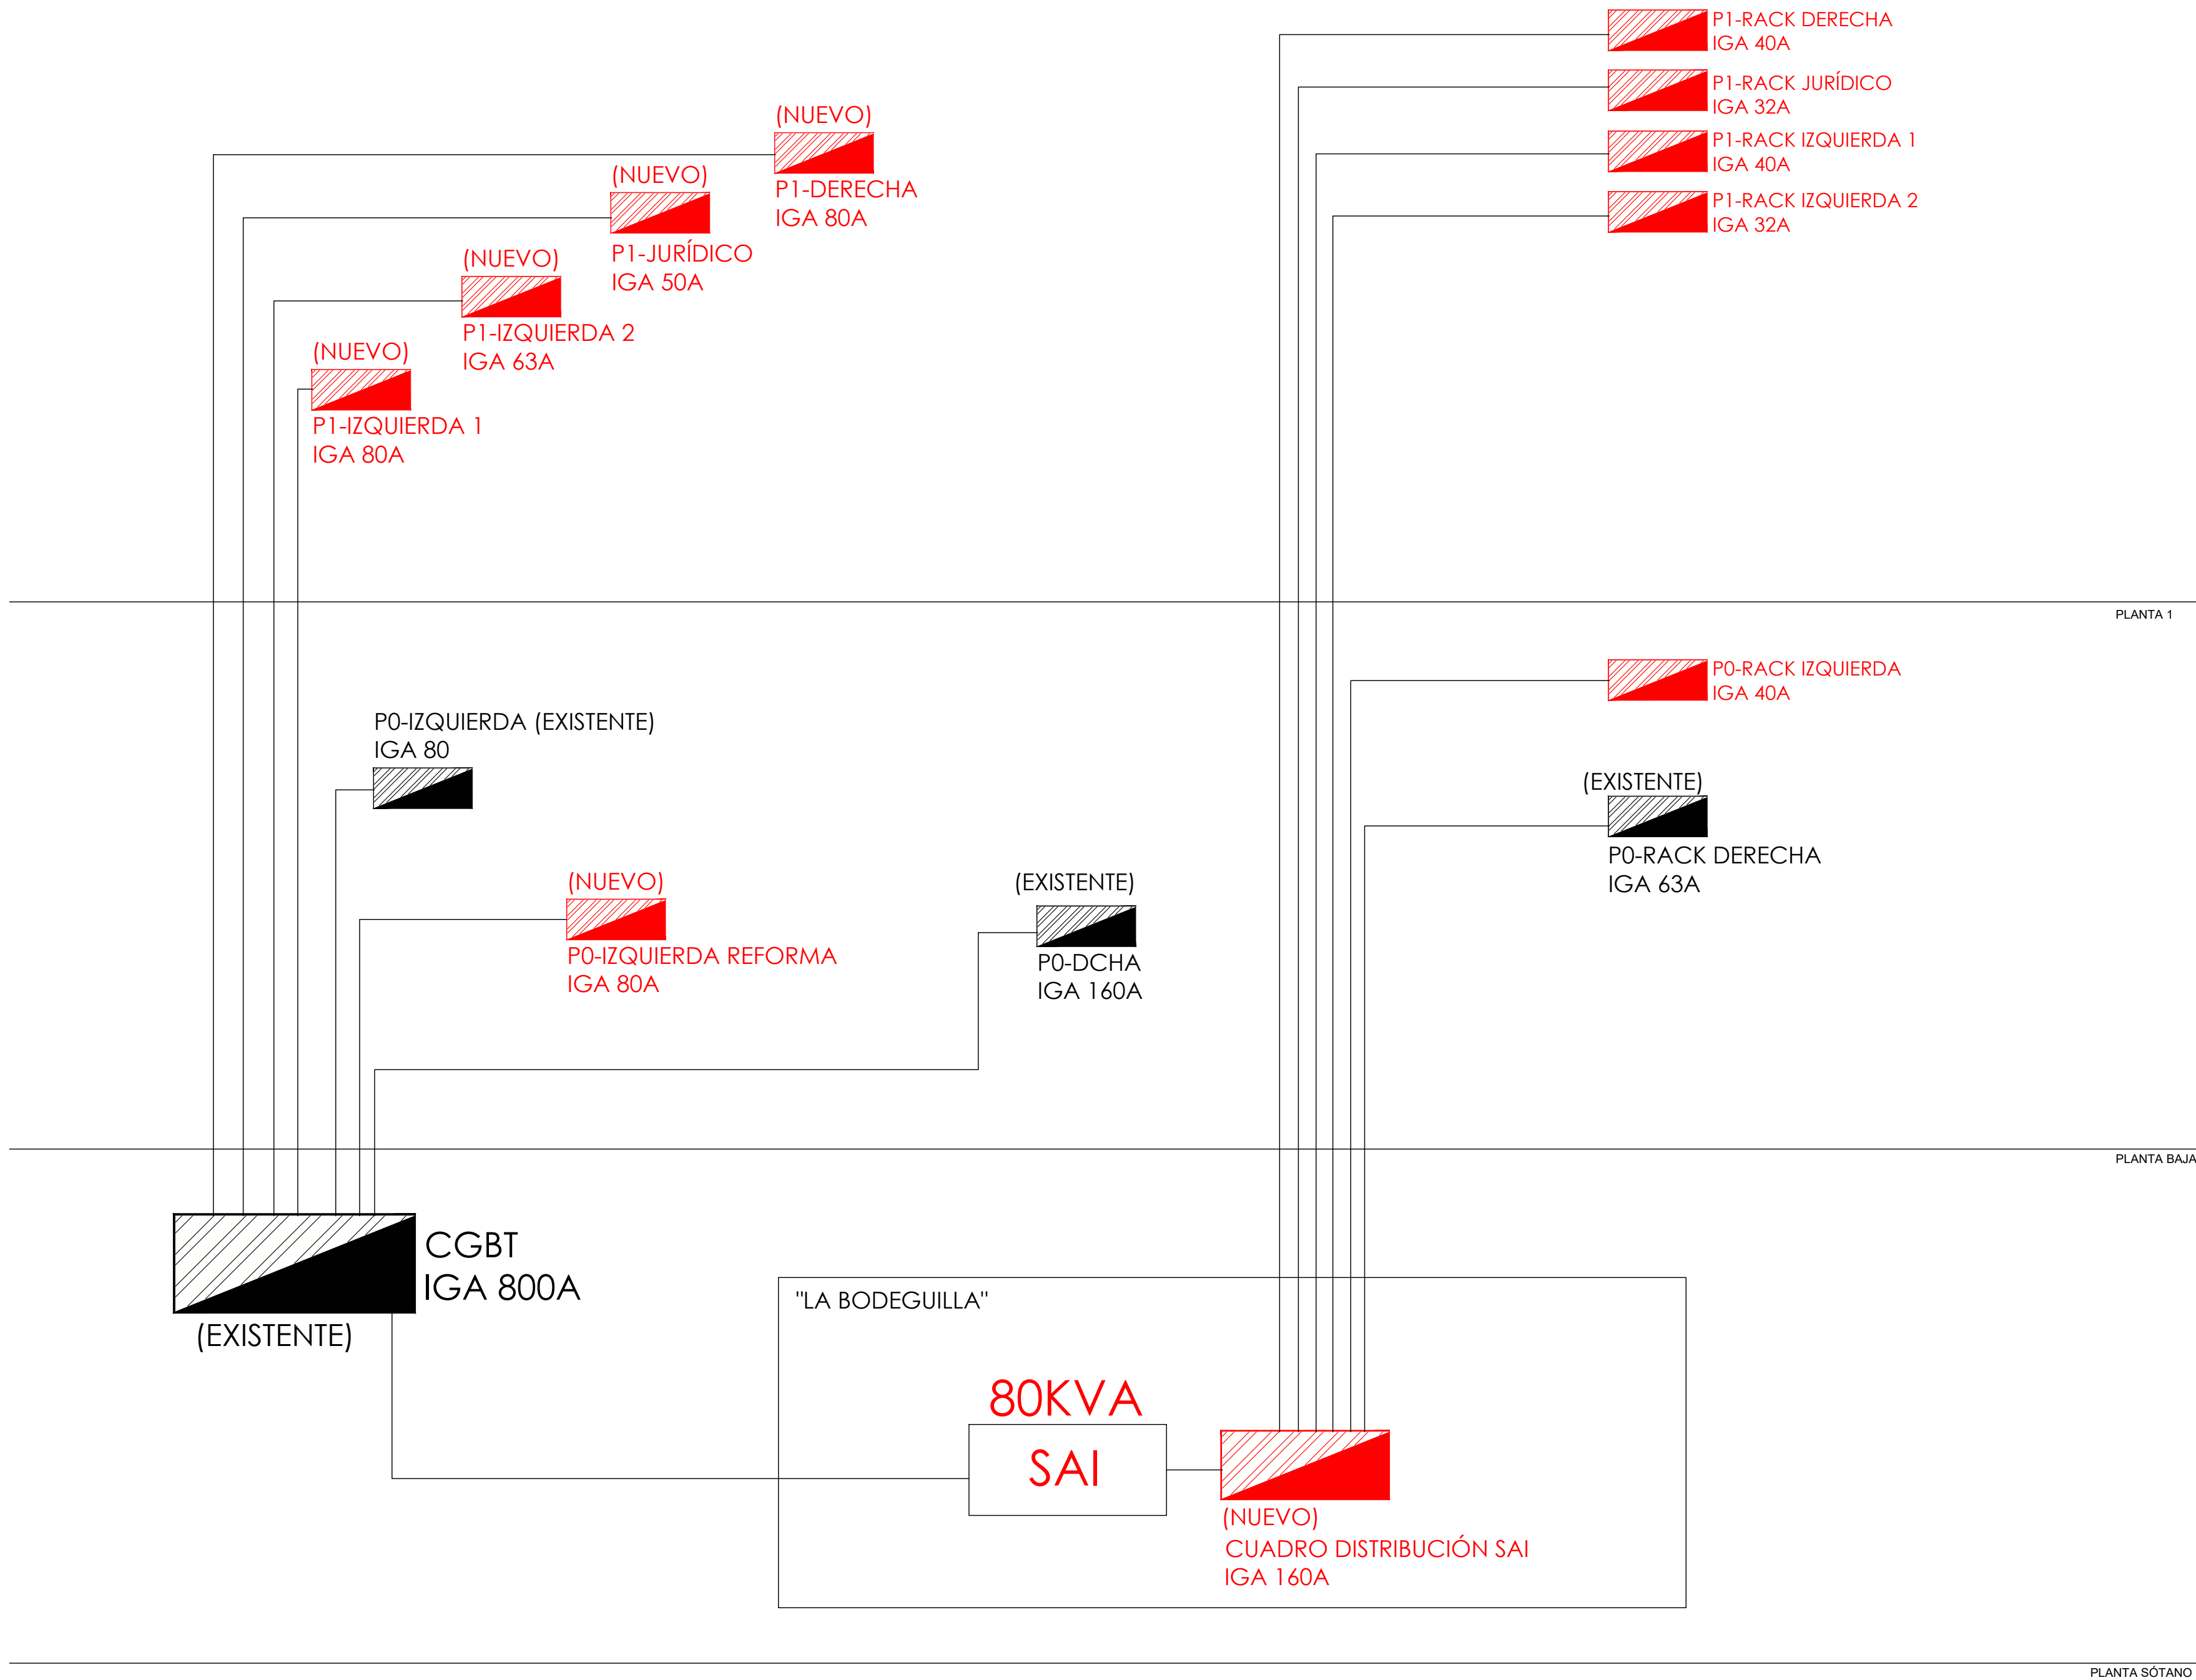 P1-RACK DERECHA
IGA 40A
P1-RACK JURÍDICO
IGA 32A
P1-RACK IZQUIERDA 1
IGA 40A
P1-RACK IZQUIERDA 2
IGA 32A
(NUEVO)
P1-DERECHA
IGA 80A
(NUEVO)
P1-JURÍDICO
IGA 50A
(NUEVO)
P1-IZQUIERDA 2
IGA 63A
(NUEVO)
P1-IZQUIERDA 1
IGA 80A
PLANTA 1
P0-RACK IZQUIERDA
IGA 40A
P0-IZQUIERDA (EXISTENTE)
IGA 80
(EXISTENTE)
P0-RACK DERECHA
IGA 63A
(NUEVO)
P0-IZQUIERDA REFORMA
IGA 80A
(EXISTENTE)
P0-DCHA
IGA 160A
PLANTA BAJA
CGBT
IGA 800A
(EXISTENTE)
"LA BODEGUILLA"
80KVA
SAI
(NUEVO)
CUADRO DISTRIBUCIÓN SAI
IGA 160A
PLANTA SÓTANO